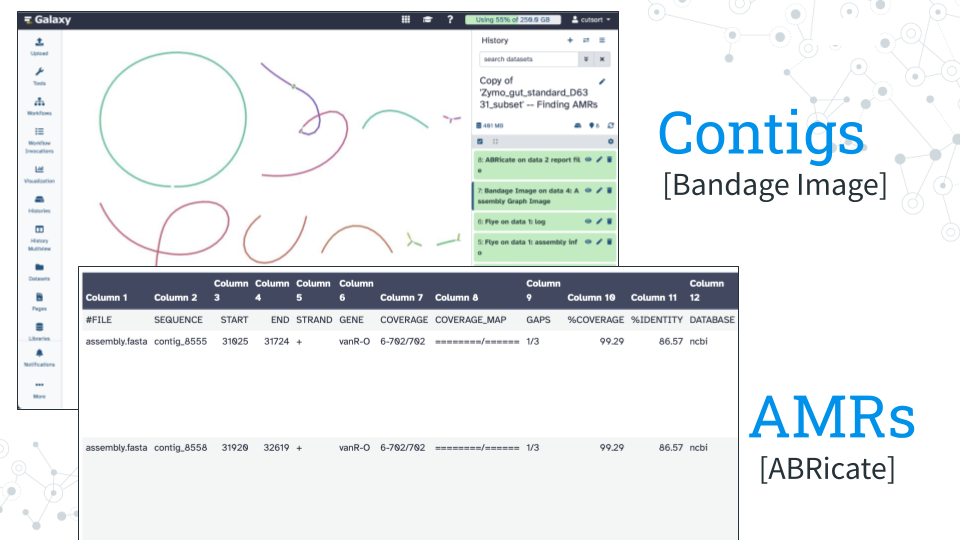 Galaxy
Using 55% of 250.0 GB
cutsort
Upload
Tools
Workflows
Workflow
Invocations
Visualization
Histories
History
Multiview
Datasets
Pages
Libraries
Notifications
More
History
search datasets
Copy of
'Zymo_gut_standard_D63
31_subset' -- Finding AMRs
481 MB
8
8: ABRicate on data 2 report fil
e
7: Bandage Image on data 4: A
ssembly Graph Image
6: Flye on data 1: log
5: Flye on data 1: assembly inf
o
Contigs
[Bandage Image]
Column 1 Column 2 Column 3 Column 4 Column 5 Column 6 Column 7 Column 8 Column 9 Column 10 Column 11 Column 12
#FILE SEQUENCE START END STRAND GENE COVERAGE COVERAGE_MAP GAPS %COVERAGE %IDENTITY DATABASE
assembly.fasta contig_8555 31025 31724 + vanR-O 6-702/702 ========/====== 1/3 99.29 86.57 ncbi
assembly.fasta contig_8558 31920 32619 + vanR-O 6-702/702 ========/====== 1/3 99.29 86.57 ncbi
AMRs
[ABRicate]